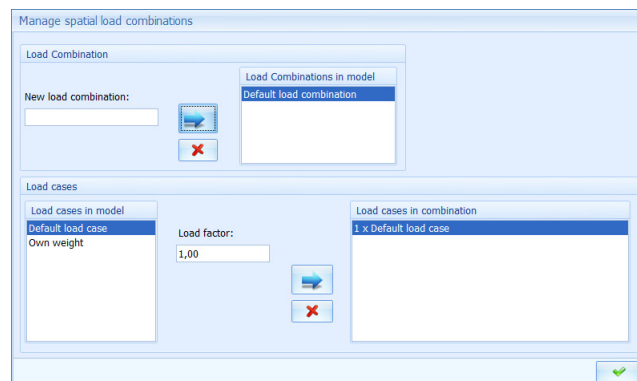 Manage spatial load combinations
Load Combination
New load combination:
Load Combinations in model
Default load combination
Load cases
Load cases in model
Default load case
Own weight
Load factor:
1,00
Load cases in combination
1 x Default load case